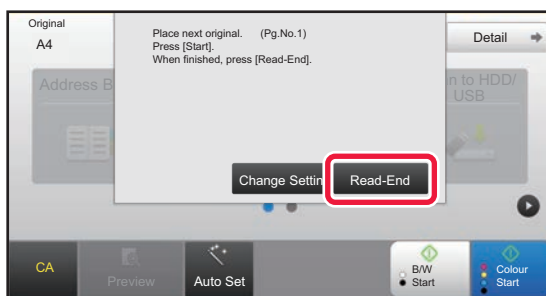 Original
A4
Place next original. (Pg.No.1)
Press [Start].
When finished, press [Read-End].
Detail
Address B
n to HDD/
USB
Change Settin
Read-End
CA
Preview
Auto Set
B/W
Start
Colour
Start